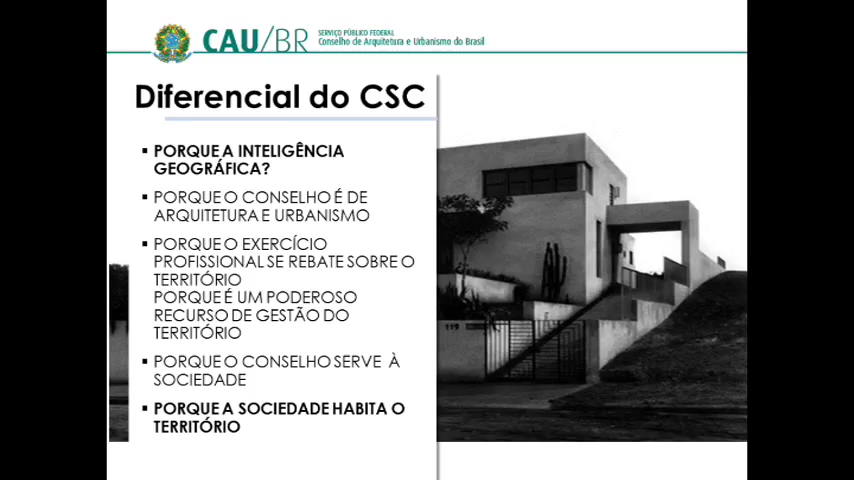 CAU/BR
SERVIÇO PÚBLICO FEDERAL
Conselho de Arquitetura e Urbanismo do Brasil
Diferencial do CSC
▪ PORQUE A INTELIGÊNCIA
GEOGRÁFICA?
▪ PORQUE O CONSELHO É DE
ARQUITETURA E URBANISMO
▪ PORQUE O EXERCÍCIO
PROFISSIONAL SE REBATE SOBRE O
TERRITÓRIO
PORQUE É UM PODEROSO
RECURSO DE GESTÃO DO
TERRITÓRIO
▪ PORQUE O CONSELHO SERVE À
SOCIEDADE
▪ PORQUE A SOCIEDADE HABITA O
TERRITÓRIO
119